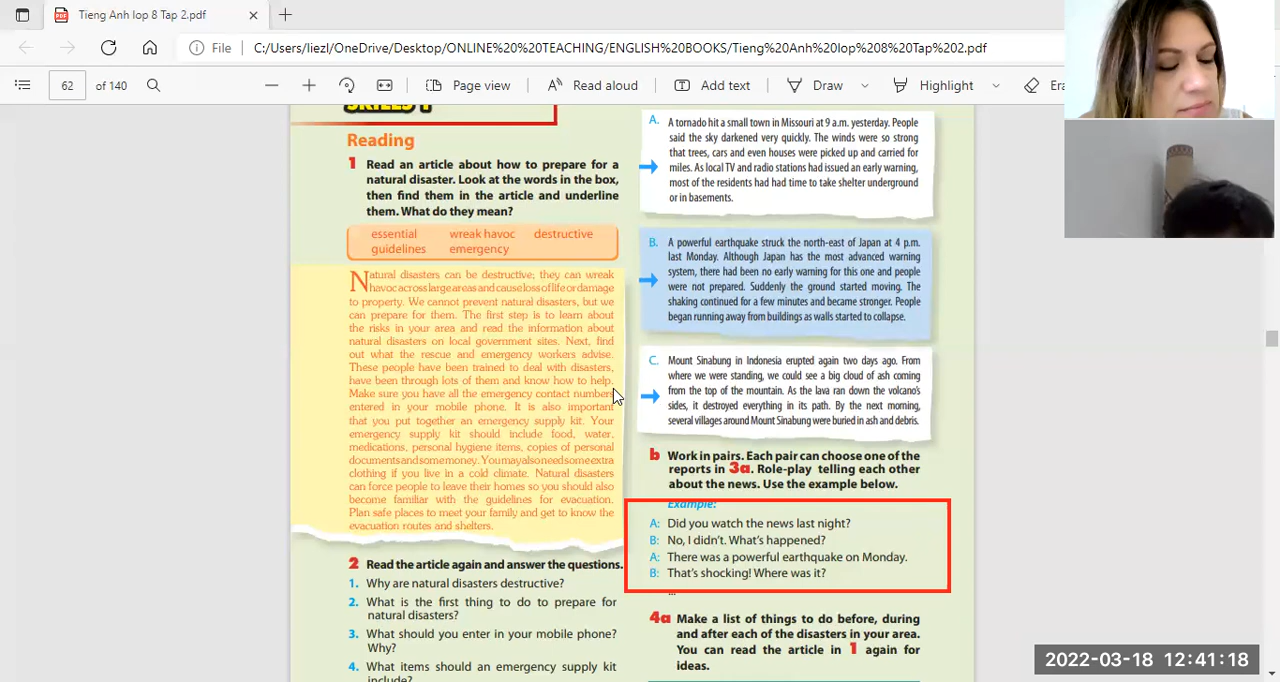 Tieng Anh lop 8 Tap 2.pdf
File
C:/Users/liezl/OneDrive/Desktop/ONLINE%20%20TEACHING/ENGLISH%20BOOKS/Tieng%20Anh%20lop%208%20Tap%202.pdf
62 of 140
Page view
Read aloud
Add text
Draw
Highlight
Era
SKILLS 1
Reading
1 Read an article about how to prepare for a
natural disaster. Look at the words in the box,
then find them in the article and underline
them. What do they mean?
essential wreak havoc destructive
guidelines emergency
Natural disasters can be destructive; they can wreak
havoc across large areas and cause loss of life or damage
to property. We cannot prevent natural disasters, but we
can prepare for them. The first step is to learn about
the risks in your area and read the information about
natural disasters on local government sites. Next, find
out what the rescue and emergency workers advise.
These people have been trained to deal with disasters,
have been through lots of them and know how to help.
Make sure you have all the emergency contact numbers
entered in your mobile phone. It is also important
that you put together an emergency supply kit. Your
emergency supply kit should include food, water,
medications, personal hygiene items, copies of personal
documents and some money. You may also need some extra
clothing if you live in a cold climate. Natural disasters
can force people to leave their homes so you should also
become familiar with the guidelines for evacuation.
Plan safe places to meet your family and get to know the
evacuation routes and shelters.
2 Read the article again and answer the questions.
1. Why are natural disasters destructive?
2. What is the first thing to do to prepare for
natural disasters?
3. What should you enter in your mobile phone?
Why?
4. What items should an emergency supply kit
include?
A. A tornado hit a small town in Missouri at 9 a.m. yesterday. People
said the sky darkened very quickly. The winds were so strong
that trees, cars and even houses were picked up and carried for
miles. As local TV and radio stations had issued an early warning,
most of the residents had had time to take shelter underground
or in basements.
B. A powerful earthquake struck the north-east of Japan at 4 p.m.
last Monday. Although Japan has the most advanced warning
system, there had been no early warning for this one and people
were not prepared. Suddenly the ground started moving. The
shaking continued for a few minutes and became stronger. People
began running away from buildings as walls started to collapse.
C. Mount Sinabung in Indonesia erupted again two days ago. From
where we were standing, we could see a big cloud of ash coming
from the top of the mountain. As the lava ran down the volcano's
sides, it destroyed everything in its path. By the next morning,
several villages around Mount Sinabung were buried in ash and debris.
b Work in pairs. Each pair can choose one of the
reports in 3a. Role-play telling each other
about the news. Use the example below.
Example:
A: Did you watch the news last night?
B: No, I didn't. What's happened?
A: There was a powerful earthquake on Monday.
B: That's shocking! Where was it?
...
4a Make a list of things to do before, during
and after each of the disasters in your area.
You can read the article in 1 again for
ideas.
2022-03-18 12:41:18